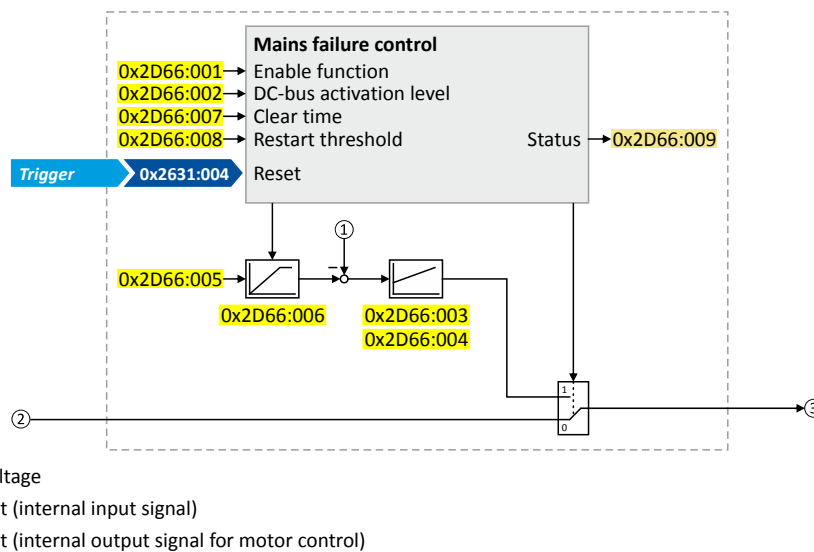 Mains failure control
0x2D66:001 Enable function
0x2D66:002 DC-bus activation level
0x2D66:007 Clear time
0x2D66:008 Restart threshold Status 0x2D66:009
Trigger 0x2631:004 Reset
1
0x2D66:005
0x2D66:006 0x2D66:003
0x2D66:004
1
2 3
0
(internal input signal)
(internal output signal for motor control)